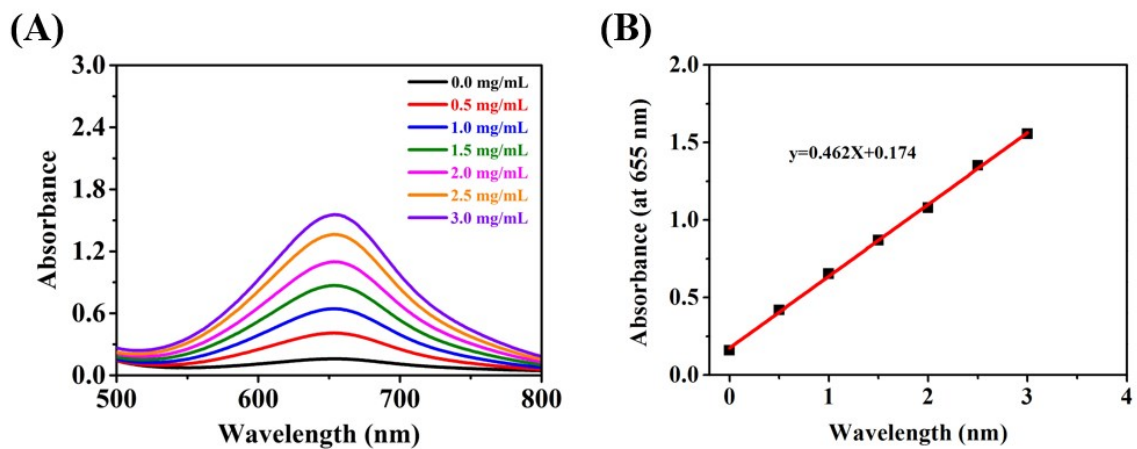 (A)
(B)
3.0
2.4
1.8
1.2
0.6
0.0
Absorbance
0.0 mg/mL
0.5 mg/mL
1.0 mg/mL
1.5 mg/mL
2.0 mg/mL
2.5 mg/mL
3.0 mg/mL
500
600
700
800
Wavelength (nm)
2.0
1.5
1.0
0.5
0.0
Absorbance (at 655 nm)
y=0.462X+0.174
0
1
2
3
4
Wavelength (nm)